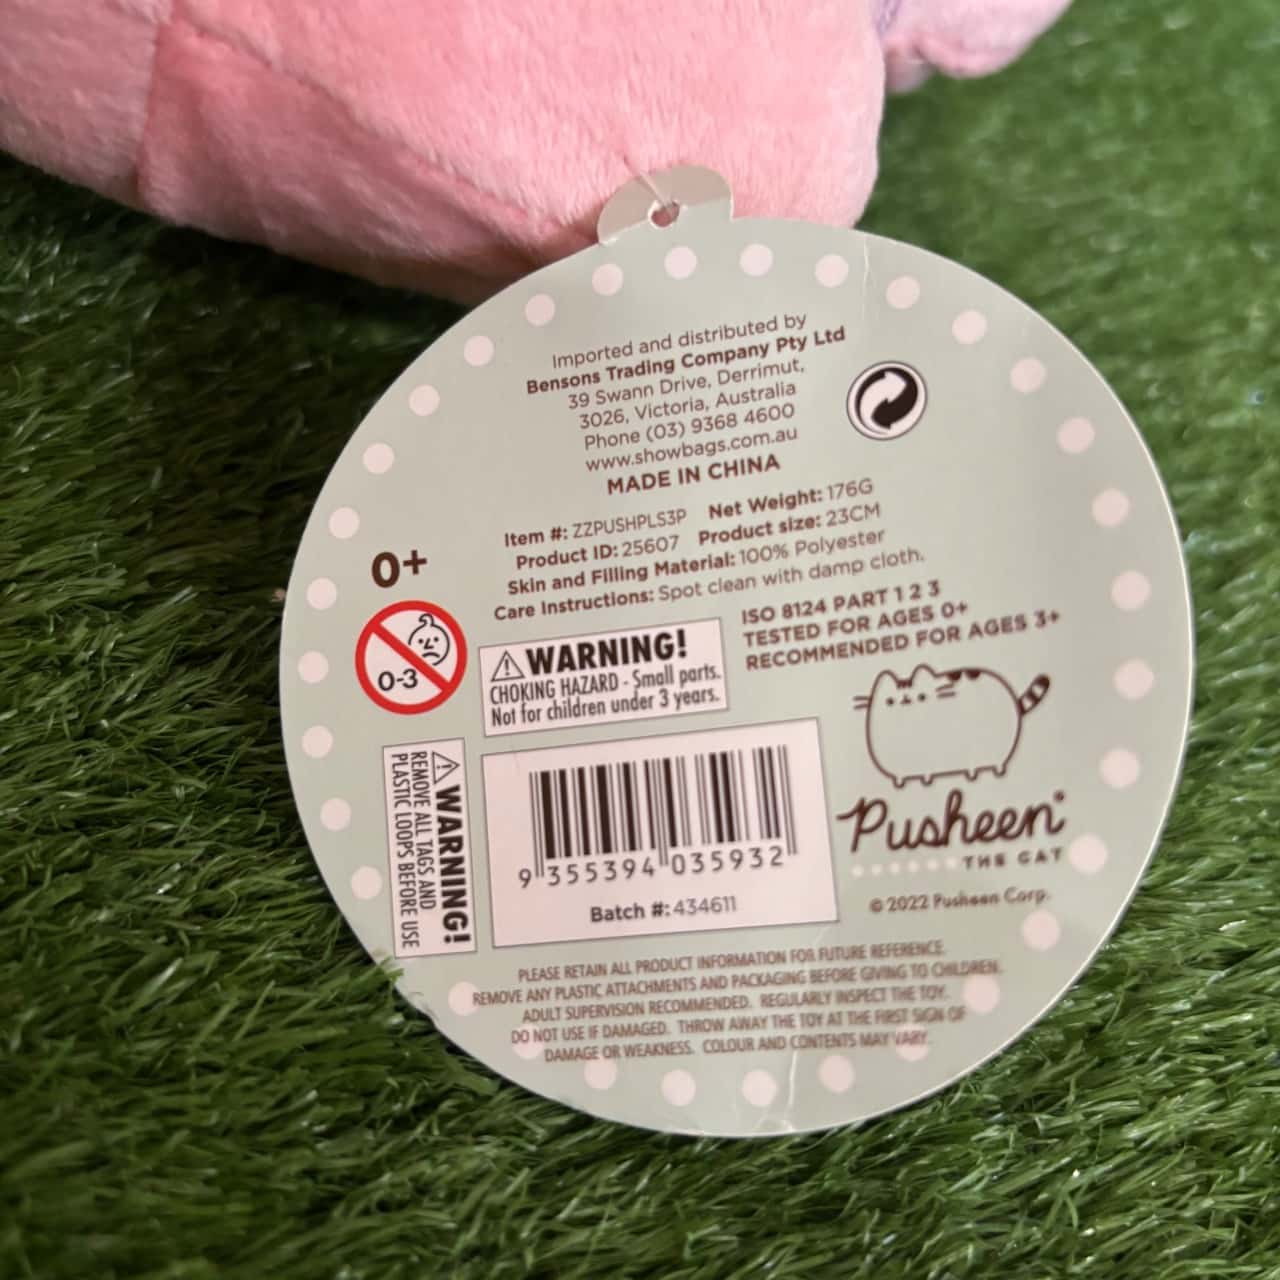 Imported and distributed by
Bensons Trading Company Pty Ltd
39 Swann Drive, Derrimut,
3026, Victoria, Australia
Phone (03) 9368 4600
www.showbags.com.au
MADE IN CHINA
Item #: ZZPUSHPLS3P Net Weight: 176G
Product ID: 25607 Product size: 23CM
Skin and Filling Material: 100% Polyester
Care Instructions: Spot clean with damp cloth.
0+
0-3
WARNING!
CHOKING HAZARD - Small parts.
Not for children under 3 years.
ISO 8124 PART 1 2 3
TESTED FOR AGES 0+
RECOMMENDED FOR AGES 3+
WARNING!
REMOVE ALL TAGS AND
PLASTIC LOOPS BEFORE USE
9 355394 035932
Batch #: 434611
Pusheen®
THE CAT
© 2022 Pusheen Corp.
PLEASE RETAIN ALL PRODUCT INFORMATION FOR FUTURE REFERENCE.
REMOVE ANY PLASTIC ATTACHMENTS AND PACKAGING BEFORE GIVING TO CHILDREN.
ADULT SUPERVISION RECOMMENDED. REGULARLY INSPECT THE TOY.
DO NOT USE IF DAMAGED. THROW AWAY THE TOY AT THE FIRST SIGN OF
DAMAGE OR WEAKNESS. COLOUR AND CONTENTS MAY VARY.